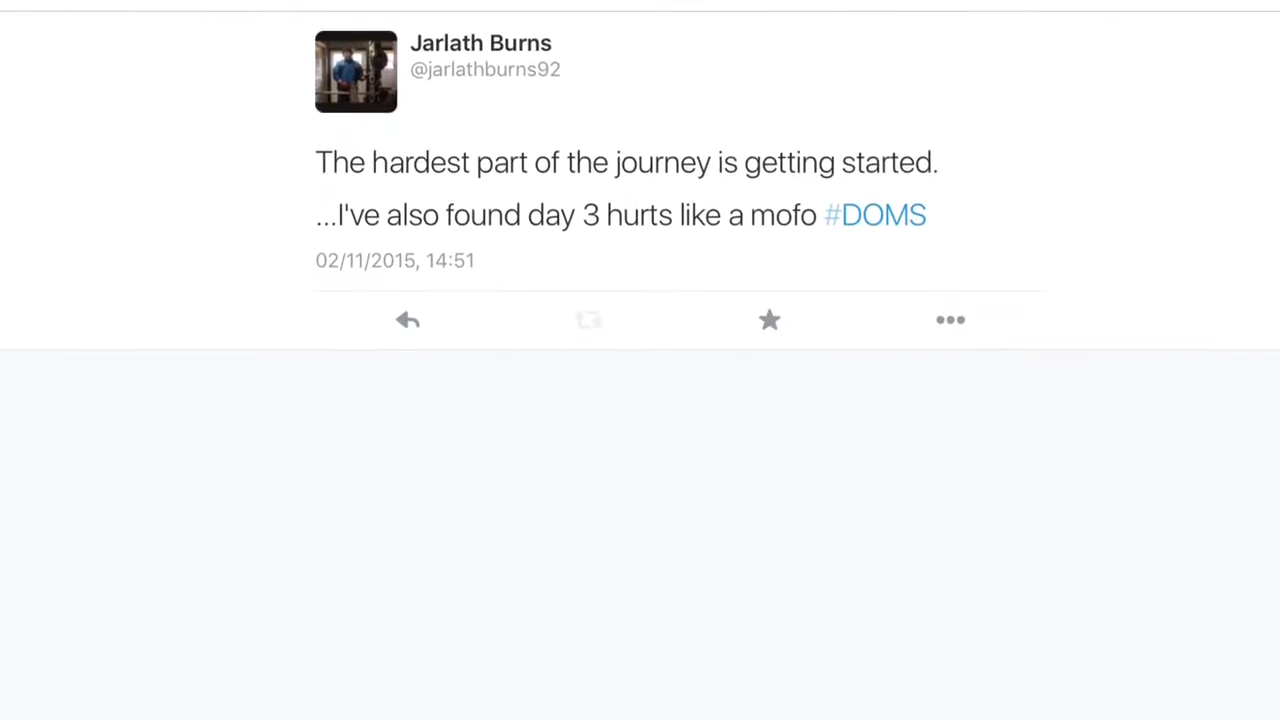 Jarlath Burns
@jarlathburns92
The hardest part of the journey is getting started.
...I've also found day 3 hurts like a mofo #DOMS
02/11/2015, 14:51